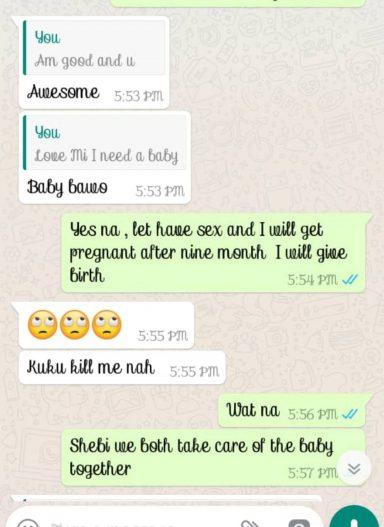 You
Am good and u
Awesome 5:53 PM
You
Love Mi I need a baby
Baby bawo 5:53 PM
Yes na , let have sex and I will get
pregnant after nine month I will give
birth
5:54 PM
5:55 PM
Kuku kill me nah 5:55 PM
Wat na 5:56 PM
Shebi we both take care of the baby
together
5:57 PM